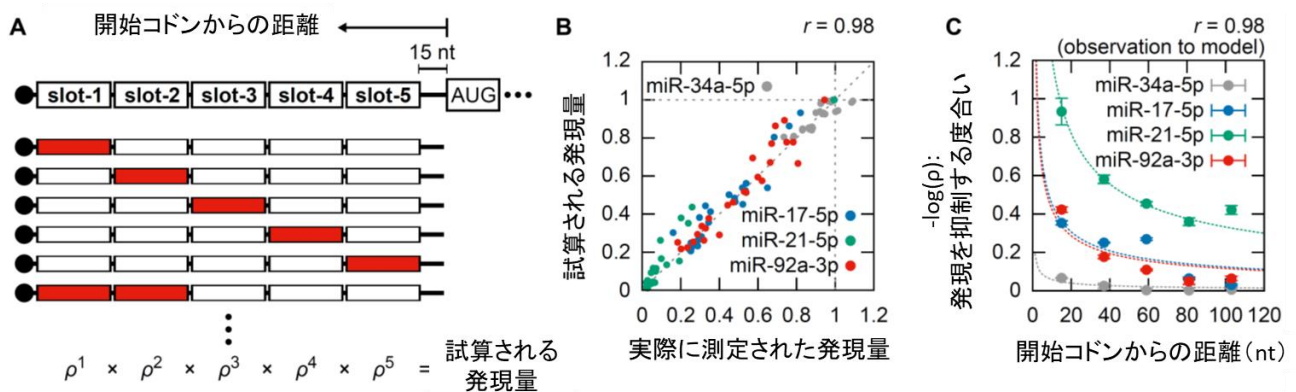 A
開始コドンからの距離
15 nt
slot-1 slot-2 slot-3 slot-4 slot-5 AUG
ρ¹ × ρ² × ρ³ × ρ⁴ × ρ⁵ = 試算される
発現量
B
r = 0.98
試算される発現量
1.2
1
0.8
0.6
0.4
0.2
0
miR-34a-5p
miR-17-5p
miR-21-5p
miR-92a-3p
0 0.2 0.4 0.6 0.8 1 1.2
実際に測定された発現量
C
r = 0.98
(observation to model)
-log(ρ):
発現を抑制する度合い
1.2
1
0.8
0.6
0.4
0.2
0
miR-34a-5p
miR-17-5p
miR-21-5p
miR-92a-3p
0 20 40 60 80 100 120
開始コドンからの距離(nt)